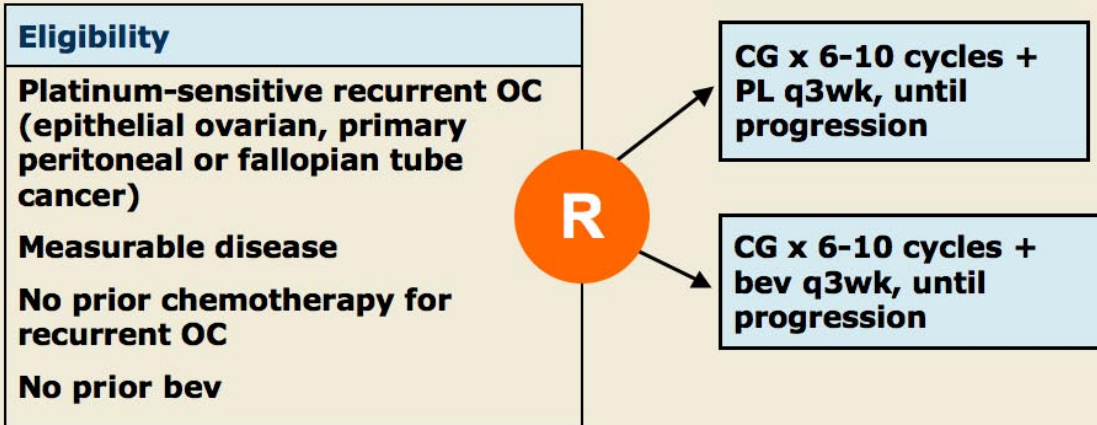 Eligibility
Platinum-sensitive recurrent OC
(epithelial ovarian, primary
peritoneal or fallopian tube
cancer)
Measurable disease
No prior chemotherapy for
recurrent OC
No prior bev
R
CG x 6-10 cycles +
PL q3wk, until
progression
CG x 6-10 cycles +
bev q3wk, until
progression